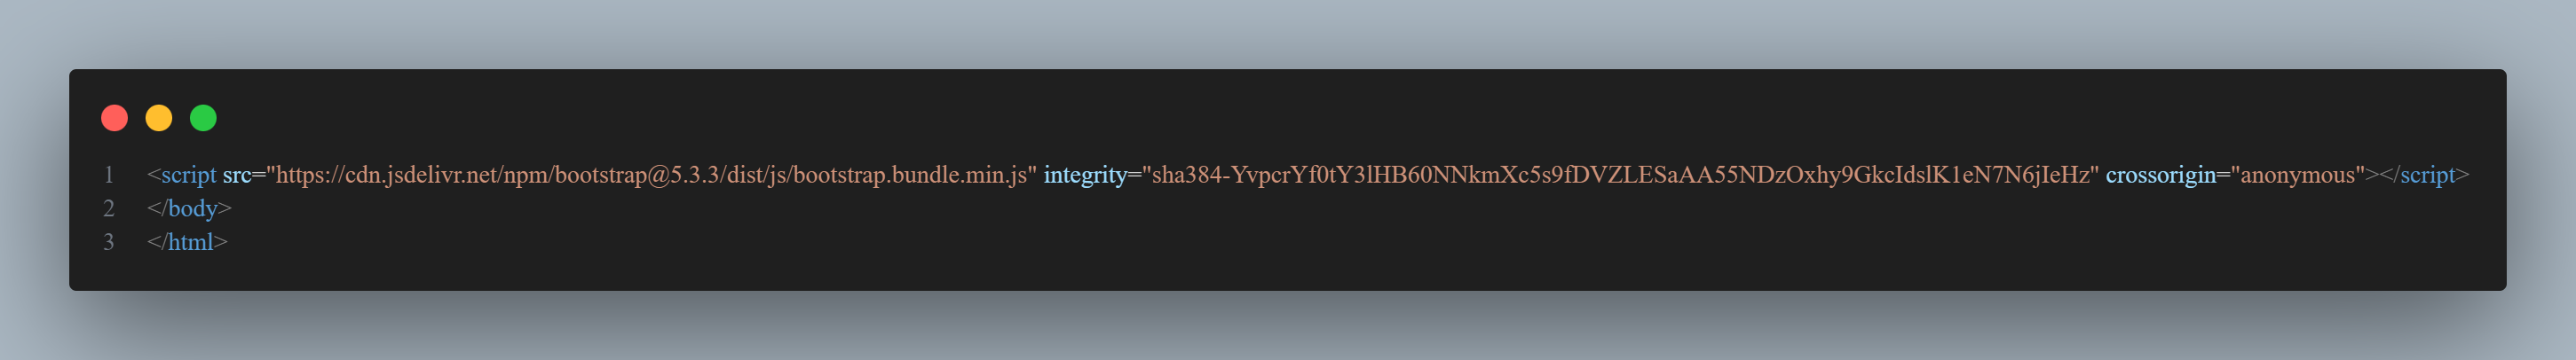 1 <script src="https://cdn.jsdelivr.net/npm/bootstrap@5.3.3/dist/js/bootstrap.bundle.min.js" integrity="sha384-YvpcrYf0tY3lHB60NNkmXc5s9fDVZLESaAA55NDzOxhy9GkcIdslK1eN7N6jIeHz" crossorigin="anonymous"></script>
2 </body>
3 </html>